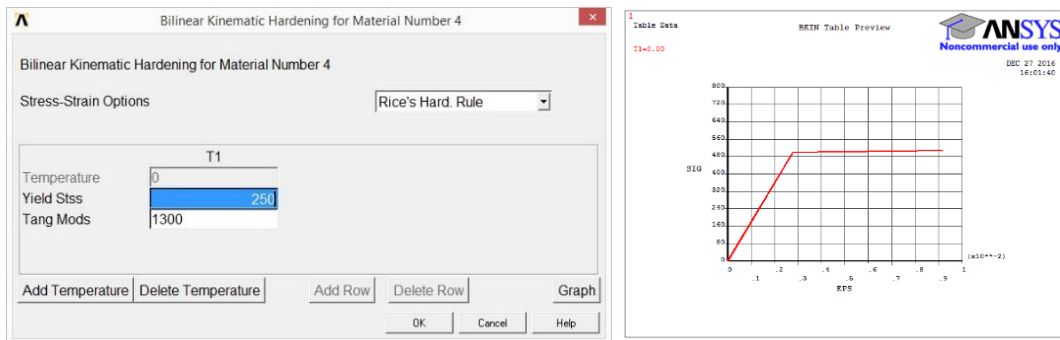 Bilinear Kinematic Hardening for Material Number 4
Bilinear Kinematic Hardening for Material Number 4
Stress-Strain Options
Rice's Hard. Rule
T1
Temperature 0
Yield Stss 250
Tang Mods 1300
Add Temperature Delete Temperature Add Row Delete Row Graph
OK Cancel Help
1
Table Data
T1=0.00
BKIN Table Preview
ANSYS
Noncommercial use only
DEC 27 2016
16:01:40
800
720
640
560
480
SIG
400
320
240
160
80
0
(x10**-2)
0 .2 .4 .6 .8 1
.1 .3 .5 .7 .9
EPS